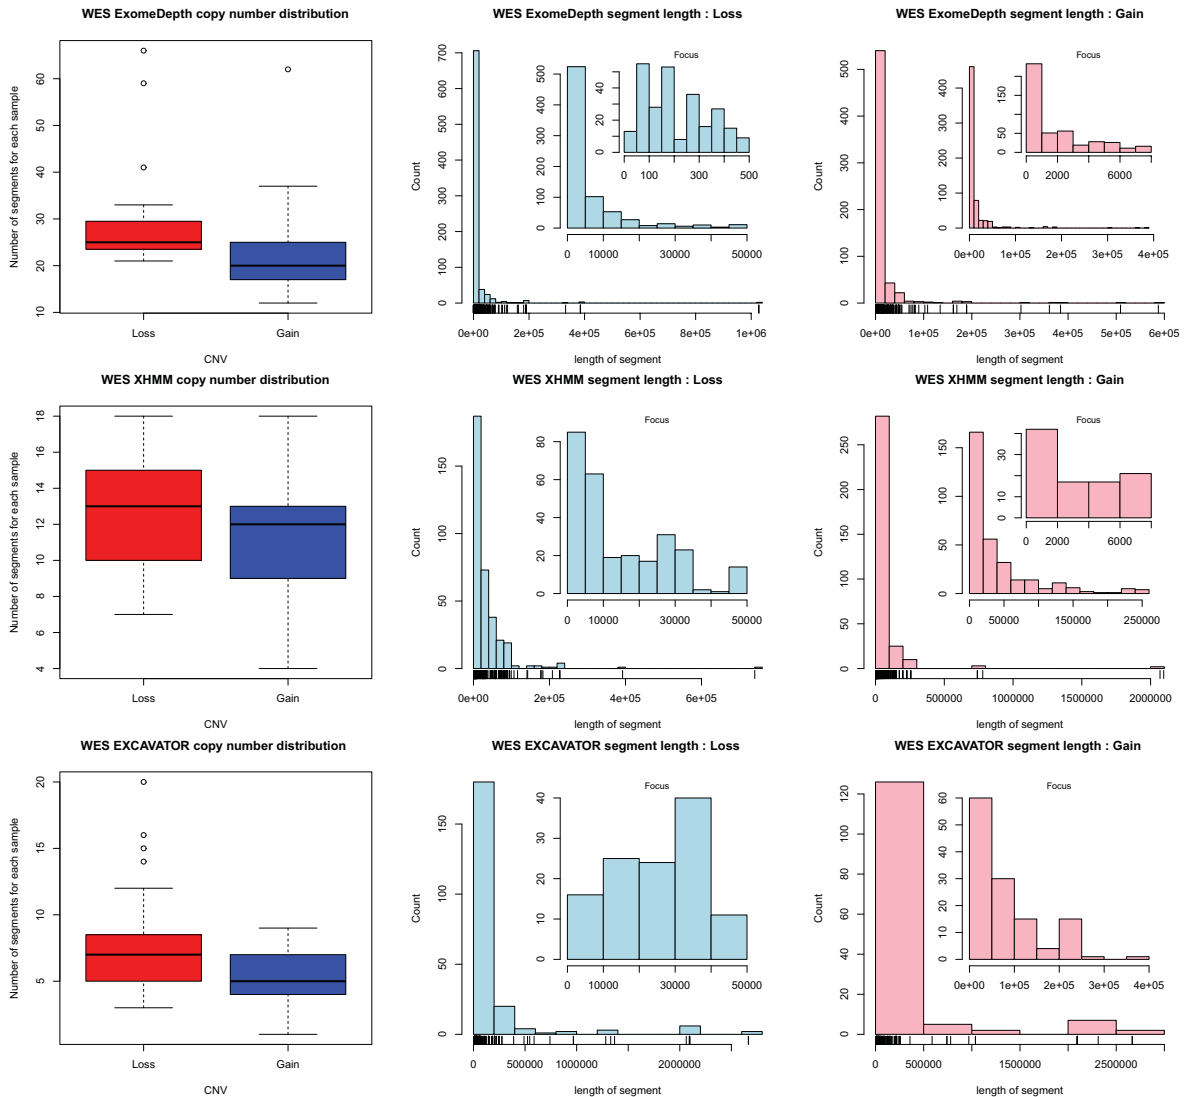 WES ExomeDepth copy number distribution
Number of segments for each sample
10 20 30 40 50 60
Loss Gain
CNV
WES ExomeDepth segment length : Loss
Count
0 100 200 300 400 500 600 700
0e+00 2e+05 4e+05 6e+05 8e+05 1e+06
length of segment
0 100 200 300 400 500
0 10000 30000 50000
Focus
0 20 40
0 100 300 500
WES ExomeDepth segment length : Gain
Count
0 100 200 300 400 500
0e+00 1e+05 2e+05 3e+05 4e+05 5e+05 6e+05
length of segment
0 100 200 300 400
0e+00 1e+05 2e+05 3e+05 4e+05
Focus
0 50 150
0 2000 6000
WES XHMM copy number distribution
Number of segments for each sample
4 6 8 10 12 14 16 18
Loss Gain
CNV
WES XHMM segment length : Loss
Count
0 50 100 150
0e+00 2e+05 4e+05 6e+05
length of segment
Focus
0 20 40 60 80
0 10000 30000 50000
WES XHMM segment length : Gain
Count
0 50 100 150 200 250
0 500000 1000000 1500000 2000000
length of segment
0 50 100 150
0 50000 150000 250000
Focus
0 10 30
0 2000 6000
WES EXCAVATOR copy number distribution
Number of segments for each sample
5 10 15 20
Loss Gain
CNV
WES EXCAVATOR segment length : Loss
Count
0 50 100 150
0 500000 1000000 2000000
length of segment
Focus
0 10 20 30 40
0 10000 30000 50000
WES EXCAVATOR segment length : Gain
Count
0 20 40 60 80 100 120
0 500000 1500000 2500000
length of segment
Focus
0 10 20 30 40 50 60
0e+00 1e+05 2e+05 3e+05 4e+05